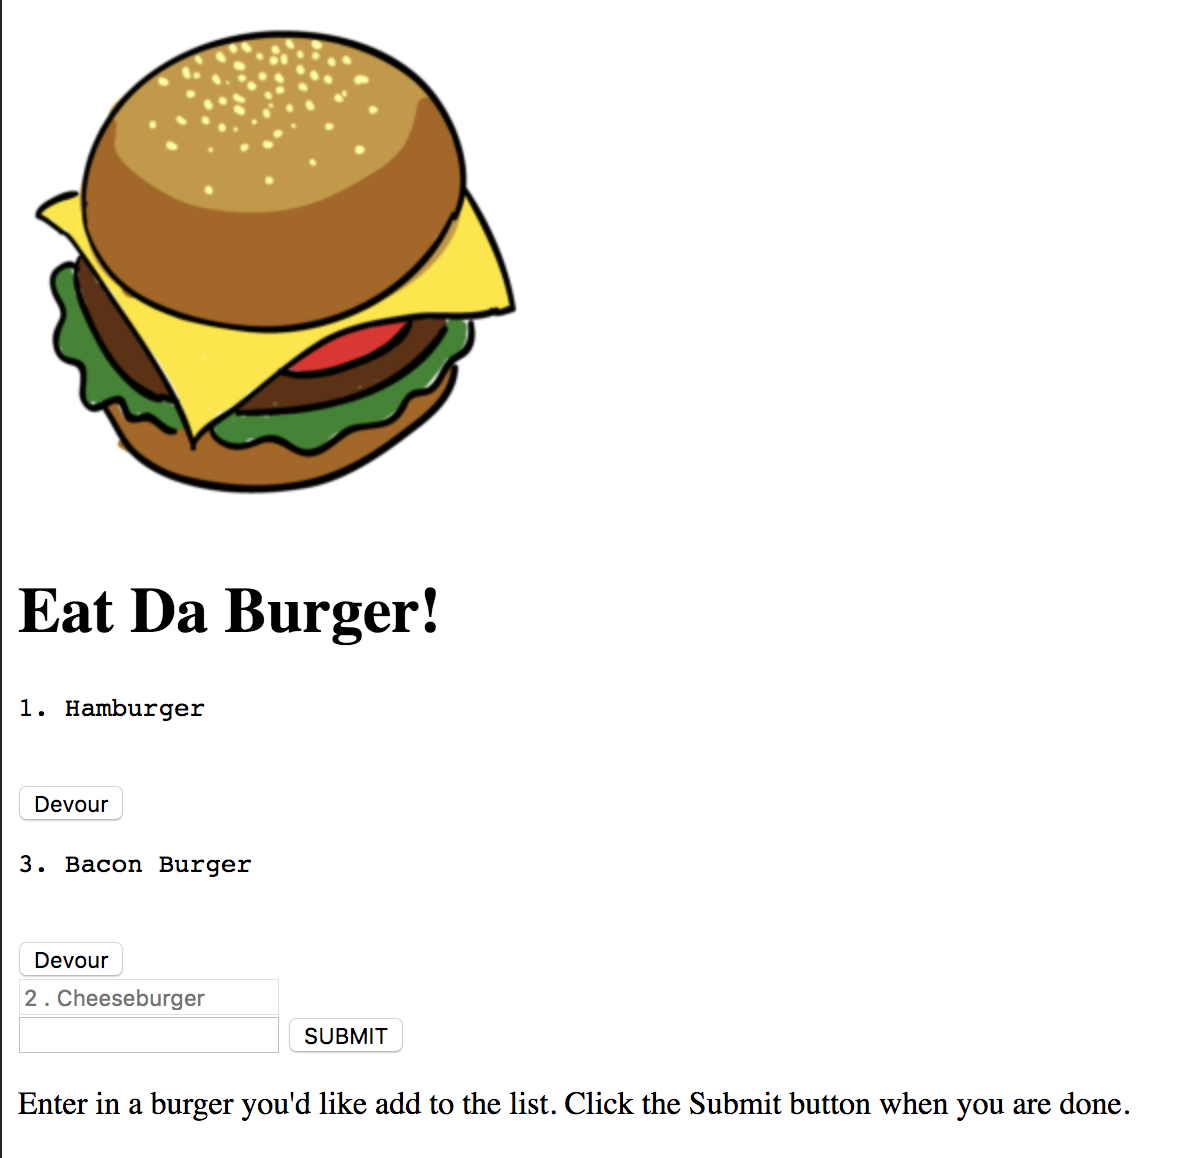 Eat Da Burger!
1. Hamburger
Devour
3. Bacon Burger
Devour
2 . Cheeseburger
SUBMIT
Enter in a burger you'd like add to the list. Click the Submit button when you are done.